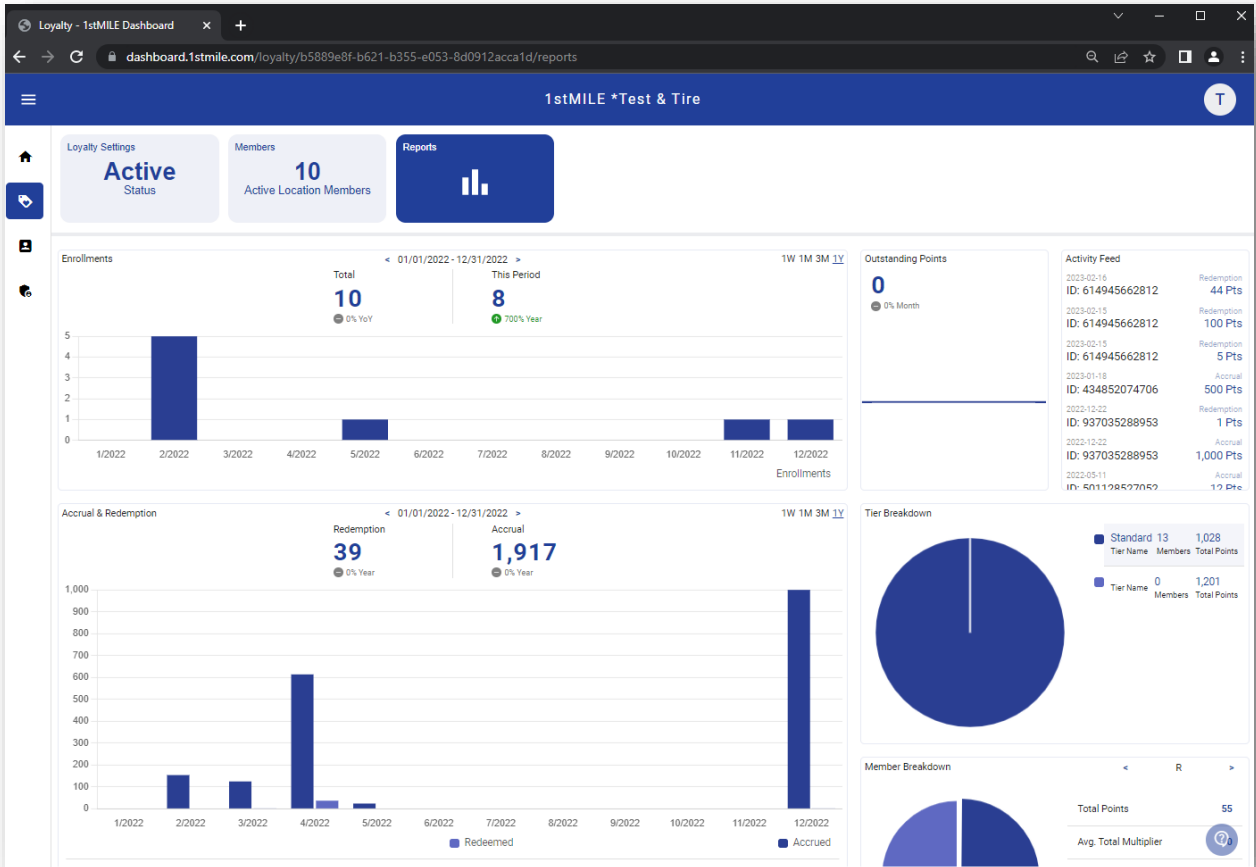 Loyalty - 1stMILE Dashboard
dashboard.1stmile.com/loyalty/b5889e8f-b621-b355-e053-8d0912acca1d/reports
1stMILE *Test & Tire
T
Loyalty Settings
Active
Status
Members
10
Active Location Members
Reports
Enrollments
< 01/01/2022 - 12/31/2022 >
1W 1M 3M 1Y
Total
This Period
10
8
0% YoY
700% Year
5
4
3
2
1
0
1/2022 2/2022 3/2022 4/2022 5/2022 6/2022 7/2022 8/2022 9/2022 10/2022 11/2022 12/2022
Enrollments
Outstanding Points
0
0% Month
Activity Feed
2023-02-16 Redemption
ID: 614945662812 44 Pts
2023-02-15 Redemption
ID: 614945662812 100 Pts
2023-02-15 Redemption
ID: 614945662812 5 Pts
2023-01-18 Accrual
ID: 434852074706 500 Pts
2022-12-22 Redemption
ID: 937035288953 1 Pts
2022-12-22 Accrual
ID: 937035288953 1,000 Pts
2022-05-11 Accrual
ID: 501128527052 12 Pts
Accrual & Redemption
< 01/01/2022 - 12/31/2022 >
1W 1M 3M 1Y
Redemption
Accrual
39
1,917
0% Year
0% Year
1,000
900
800
700
600
500
400
300
200
100
0
1/2022 2/2022 3/2022 4/2022 5/2022 6/2022 7/2022 8/2022 9/2022 10/2022 11/2022 12/2022
Redeemed
Accrued
Tier Breakdown
Standard 13 1,028
Tier Name Members Total Points
0 1,201
Tier Name Members Total Points
Member Breakdown
< R >
Total Points 55
Avg. Total Multiplier